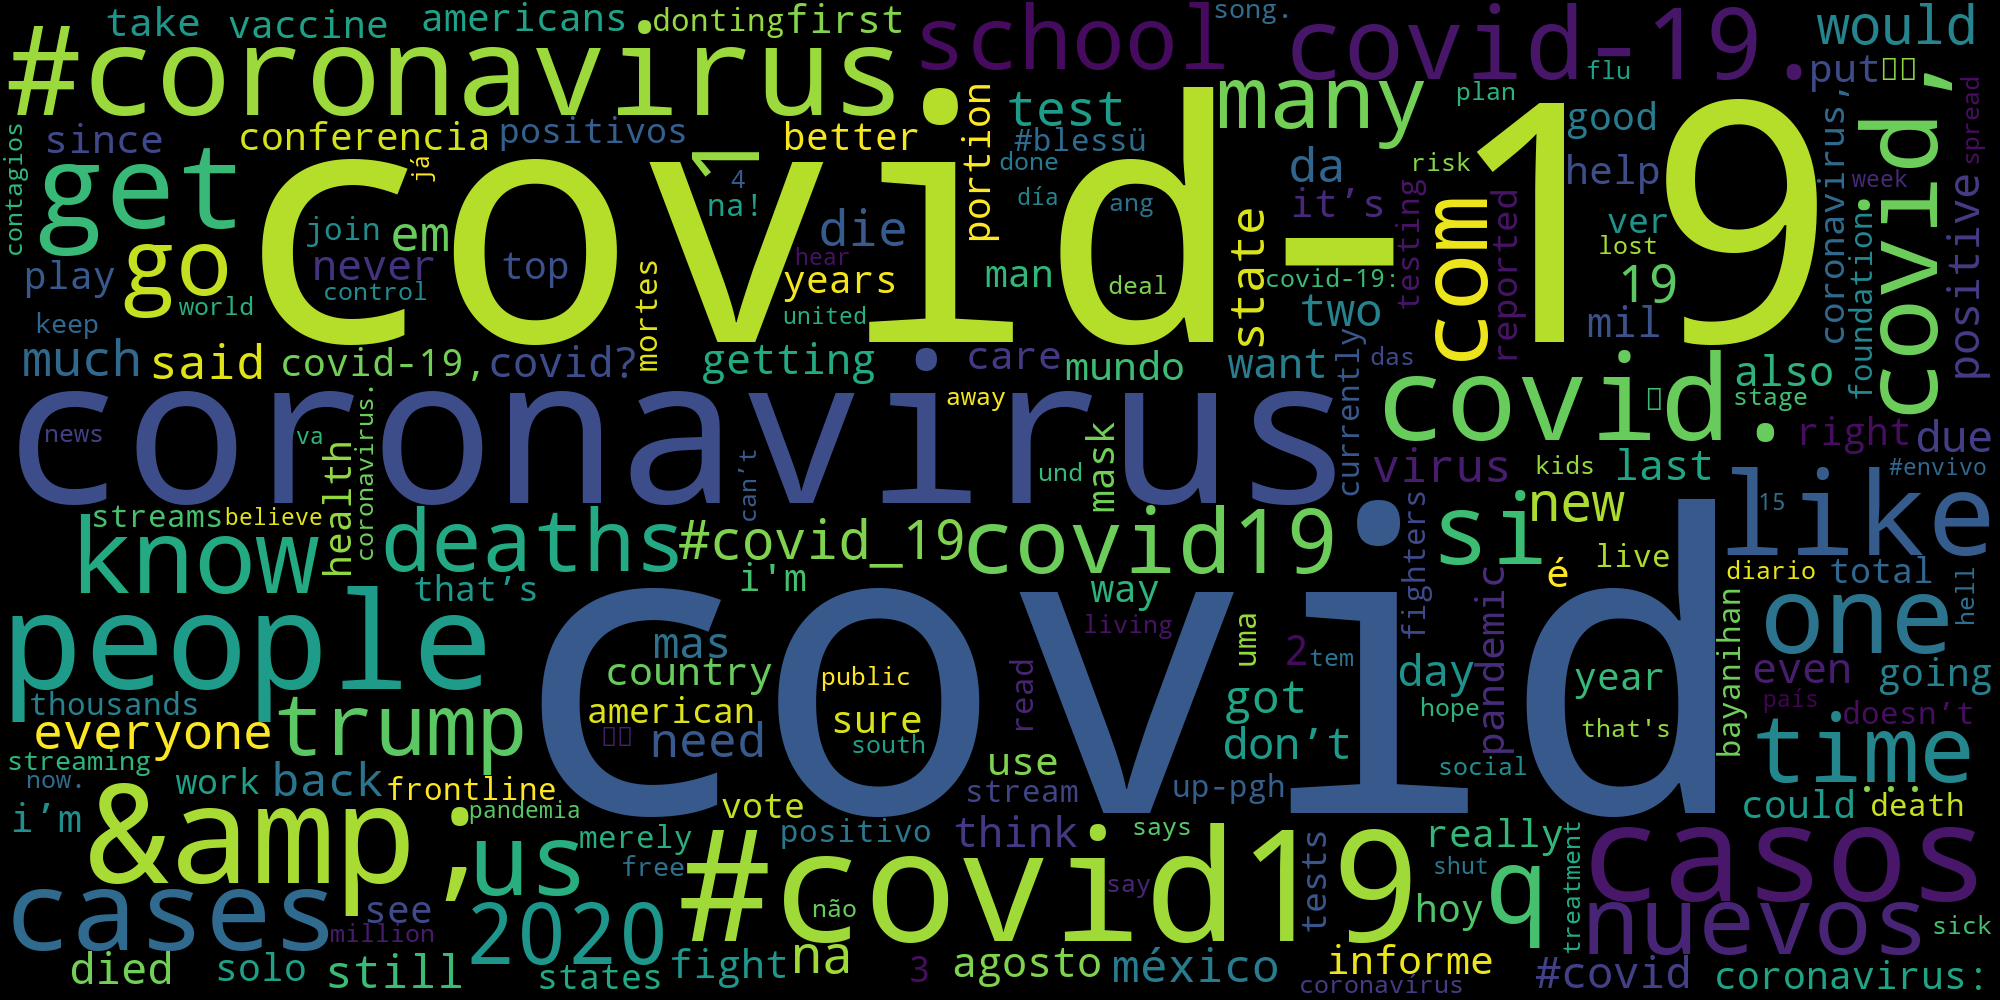 take vaccine americans donting first song. would
#coronavirus school covid-19. put
flu plan
since conferencia positivos better portion test many good coronavirus, spread
contagios já #blessü done da risk help covid, week
get covid-19
1 4 na! día ang it’s testing reported positive
join em die state com ver foundation
go never top hear lost
play control mortes years man deal covid-19: 19
world united two mil
keep
much said covid-19, covid? getting care mundo want currently das also
coronavirus covid. stage
away
news va right due
health coronavirus. can’t und mask virus kids last #envivo
streams believe like 15
know deaths #covid_19 covid19 si new
that’s i'm way fighters pandemic live é diario total hell
people covid one
living bayanihan
mas uma 2 tem
country public read day year even going
thousands american sure got hope país doesn’t
everyone trump need south don’t that's time
streaming use social
now. work back frontline stream up-pgh
i’m &amp; pandemia vote could death
merely positivo think says really casos
us #covid19 tests shut treatment
free say q
cases see não hoy nuevos sick
million 2020
died solo still states fight na 3 agosto méxico informe #covid coronavirus:
coronavírus